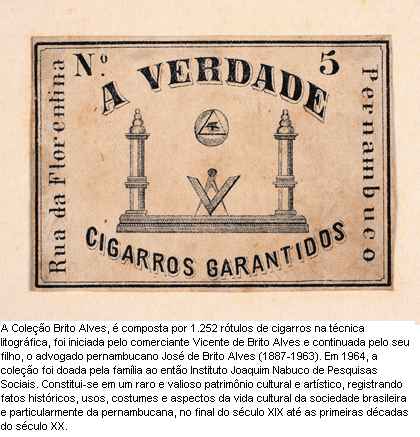 Nº 5
A VERDADE
Rua da Florentina
Pernambuco
CIGARROS GARANTIDOS
A Coleção Brito Alves, é composta por 1.252 rótulos de cigarros na técnica
litográfica, foi iniciada pelo comerciante Vicente de Brito Alves e continuada pelo seu
filho, o advogado pernambucano José de Brito Alves (1887-1963). Em 1964, a
coleção foi doada pela família ao então Instituto Joaquim Nabuco de Pesquisas
Sociais. Constitui-se em um raro e valioso patrimônio cultural e artístico, registrando
fatos históricos, usos, costumes e aspectos da vida cultural da sociedade brasileira
e particularmente da pernambucana, no final do século XIX até as primeiras décadas
do século XX.